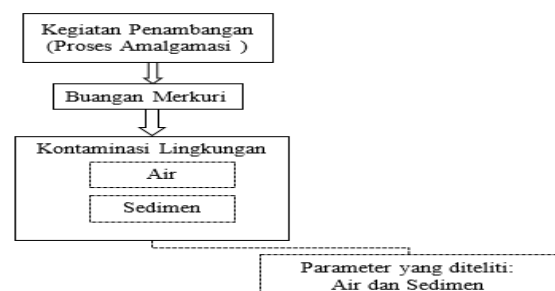 Kegiatan Penambangan
(Proses Amalgamasi )
Buangan Merkuri
Kontaminasi Lingkungan
Air
Sedimen
Parameter yang diteliti:
Air dan Sedimen